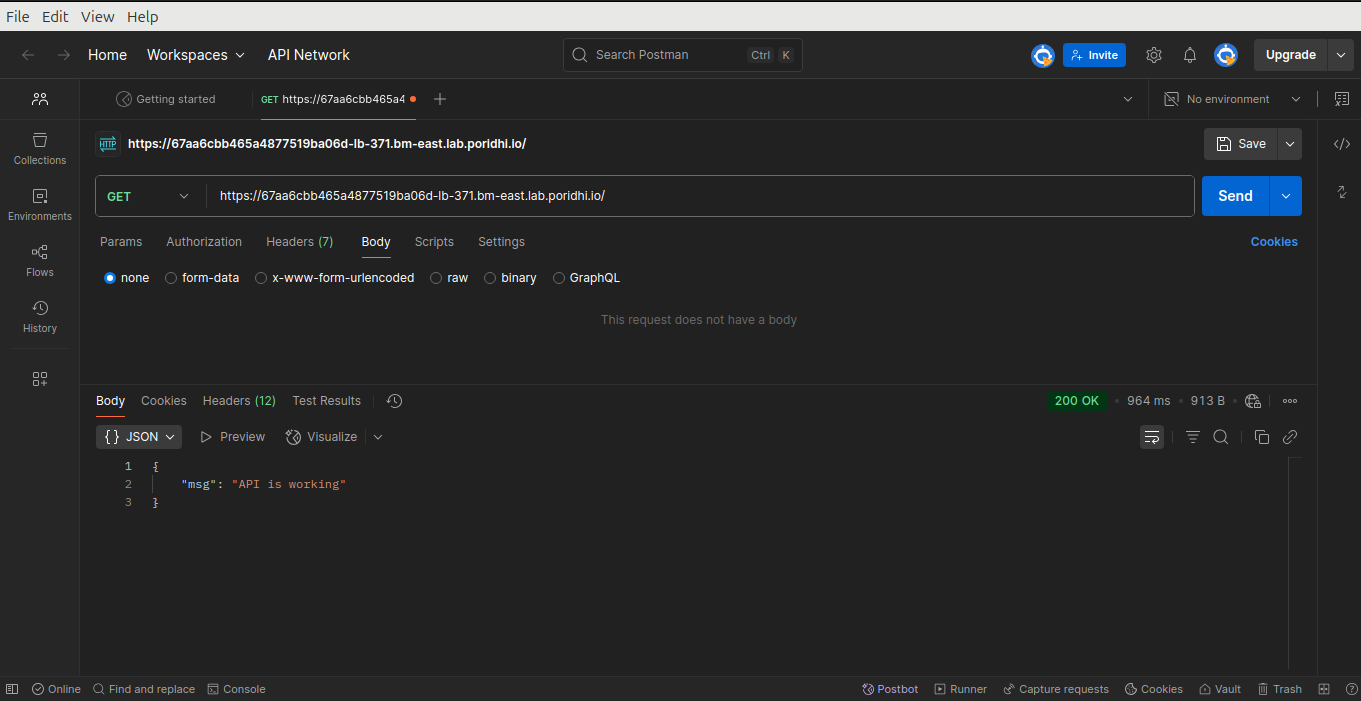 File Edit View Help
Home Workspaces API Network Search Postman Ctrl K Invite Upgrade
Getting started GET https://67aa6cbb465a4 No environment
HTTP https://67aa6cbb465a4877519ba06d-lb-371.bm-east.lab.poridhi.io/ Save
Collections
GET https://67aa6cbb465a4877519ba06d-lb-371.bm-east.lab.poridhi.io/ Send
Environments
Params Authorization Headers (7) Body Scripts Settings Cookies
Flows
none form-data x-www-form-urlencoded raw binary GraphQL
History
This request does not have a body
Body Cookies Headers (12) Test Results 200 OK • 964 ms • 913 B •
{} JSON Preview Visualize
1 {
2 "msg": "API is working"
3 }
Online Find and replace Console Postbot Runner Capture requests Cookies Vault Trash